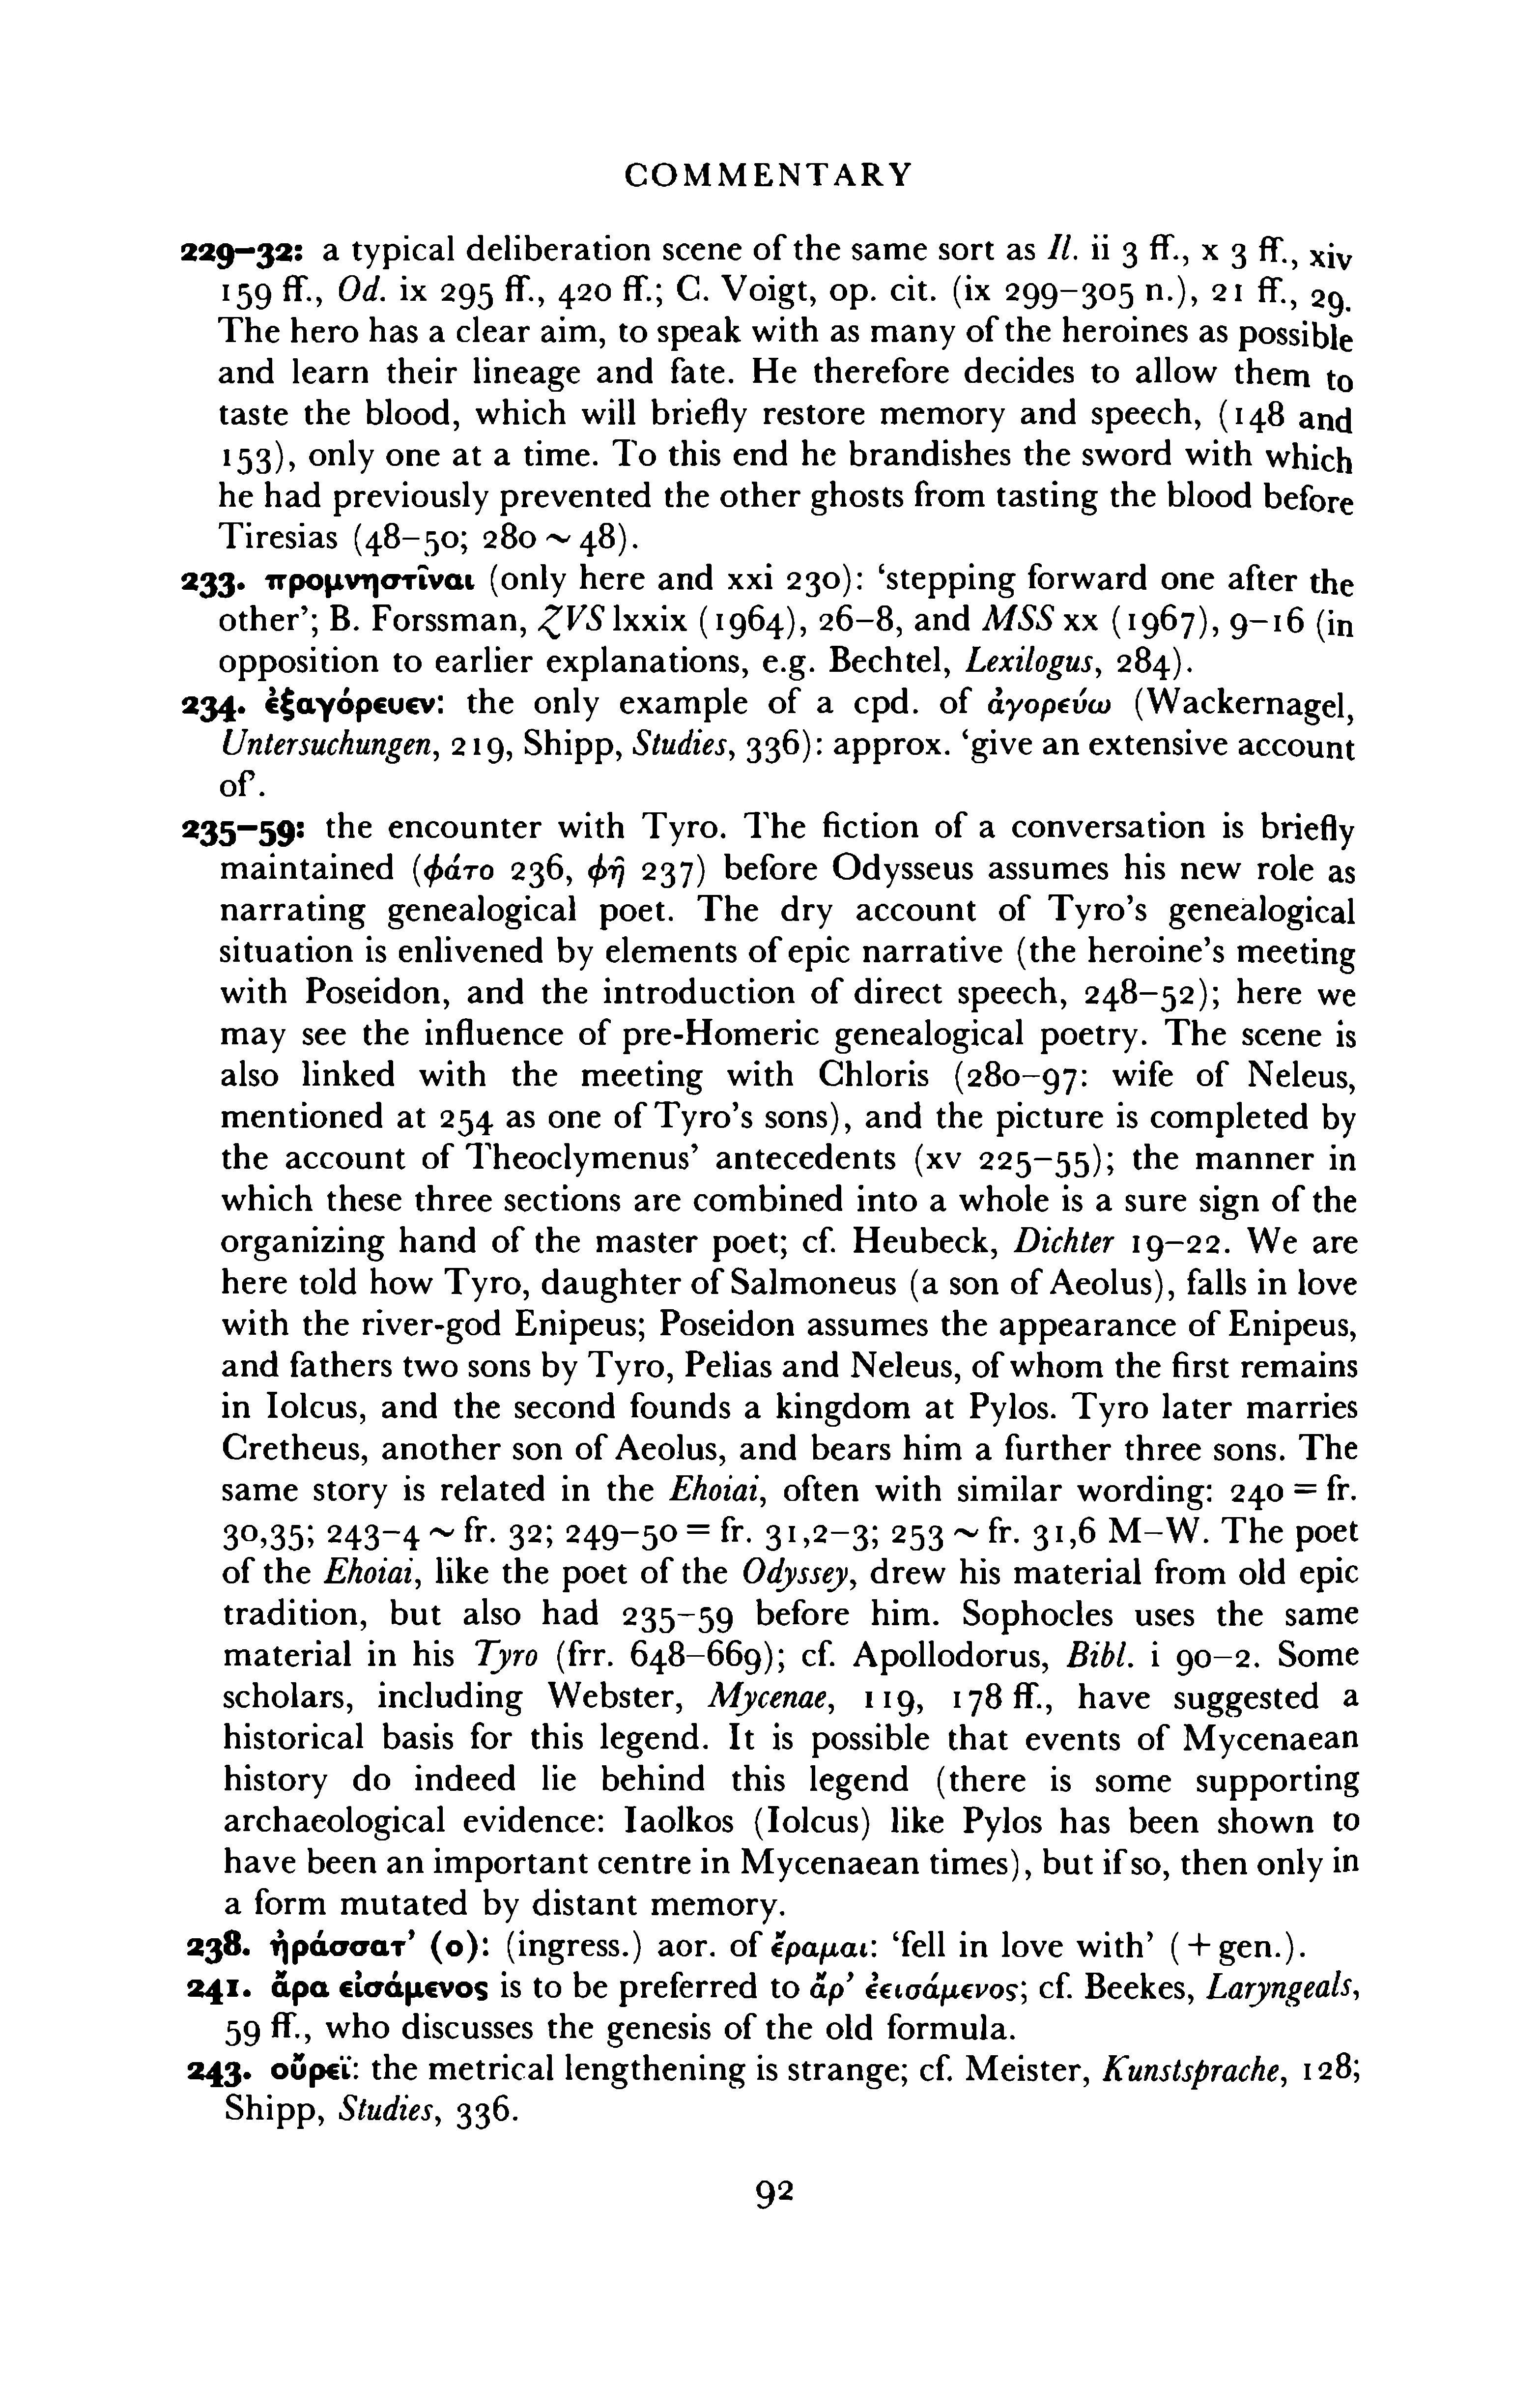 COMMENTARY
229–32: a typical deliberation scene of the same sort as Il. ii 3 ff., x 3 ff., xiv
159 ff., Od. ix 295 ff., 420 ff.; C. Voigt, op. cit. (ix 299–305 n.), 21 ff., 29.
The hero has a clear aim, to speak with as many of the heroines as possible
and learn their lineage and fate. He therefore decides to allow them to
taste the blood, which will briefly restore memory and speech, (148 and
153), only one at a time. To this end he brandishes the sword with which
he had previously prevented the other ghosts from tasting the blood before
Tiresias (48–50; 280 ~ 48).
233. προμνηστῖναι (only here and xxi 230): ‘stepping forward one after the
other’; B. Forssman, ZVS lxxix (1964), 26–8, and MSS xx (1967), 9–16 (in
opposition to earlier explanations, e.g. Bechtel, Lexilogus, 284).
234. ἐξαγόρευεν: the only example of a cpd. of ἀγορεύω (Wackernagel,
Untersuchungen, 219, Shipp, Studies, 336): approx. ‘give an extensive account
of’.
235–59: the encounter with Tyro. The fiction of a conversation is briefly
maintained (φάτο 236, φῆ 237) before Odysseus assumes his new role as
narrating genealogical poet. The dry account of Tyro’s genealogical
situation is enlivened by elements of epic narrative (the heroine’s meeting
with Poseidon, and the introduction of direct speech, 248–52); here we
may see the influence of pre-Homeric genealogical poetry. The scene is
also linked with the meeting with Chloris (280–97: wife of Neleus,
mentioned at 254 as one of Tyro’s sons), and the picture is completed by
the account of Theoclymenus’ antecedents (xv 225–55); the manner in
which these three sections are combined into a whole is a sure sign of the
organizing hand of the master poet; cf. Heubeck, Dichter 19–22. We are
here told how Tyro, daughter of Salmoneus (a son of Aeolus), falls in love
with the river-god Enipeus; Poseidon assumes the appearance of Enipeus,
and fathers two sons by Tyro, Pelias and Neleus, of whom the first remains
in Iolcus, and the second founds a kingdom at Pylos. Tyro later marries
Cretheus, another son of Aeolus, and bears him a further three sons. The
same story is related in the Ehoiai, often with similar wording: 240 = fr.
30,35; 243–4 ~ fr. 32; 249–50 = fr. 31,2–3; 253 ~ fr. 31,6 M–W. The poet
of the Ehoiai, like the poet of the Odyssey, drew his material from old epic
tradition, but also had 235–59 before him. Sophocles uses the same
material in his Tyro (frr. 648–669); cf. Apollodorus, Bibl. i 90–2. Some
scholars, including Webster, Mycenae, 119, 178 ff., have suggested a
historical basis for this legend. It is possible that events of Mycenaean
history do indeed lie behind this legend (there is some supporting
archaeological evidence: Iaolkos (Iolcus) like Pylos has been shown to
have been an important centre in Mycenaean times), but if so, then only in
a form mutated by distant memory.
238. ἠράσσατ’ (ο): (ingress.) aor. of ἔραμαι: ‘fell in love with’ (+ gen.).
241. ἄρα εἰσάμενος is to be preferred to ἄρ’ ἐεισάμενος; cf. Beekes, Laryngeals,
59 ff., who discusses the genesis of the old formula.
243. οὔρεϊ: the metrical lengthening is strange; cf. Meister, Kunstsprache, 128;
Shipp, Studies, 336.
92